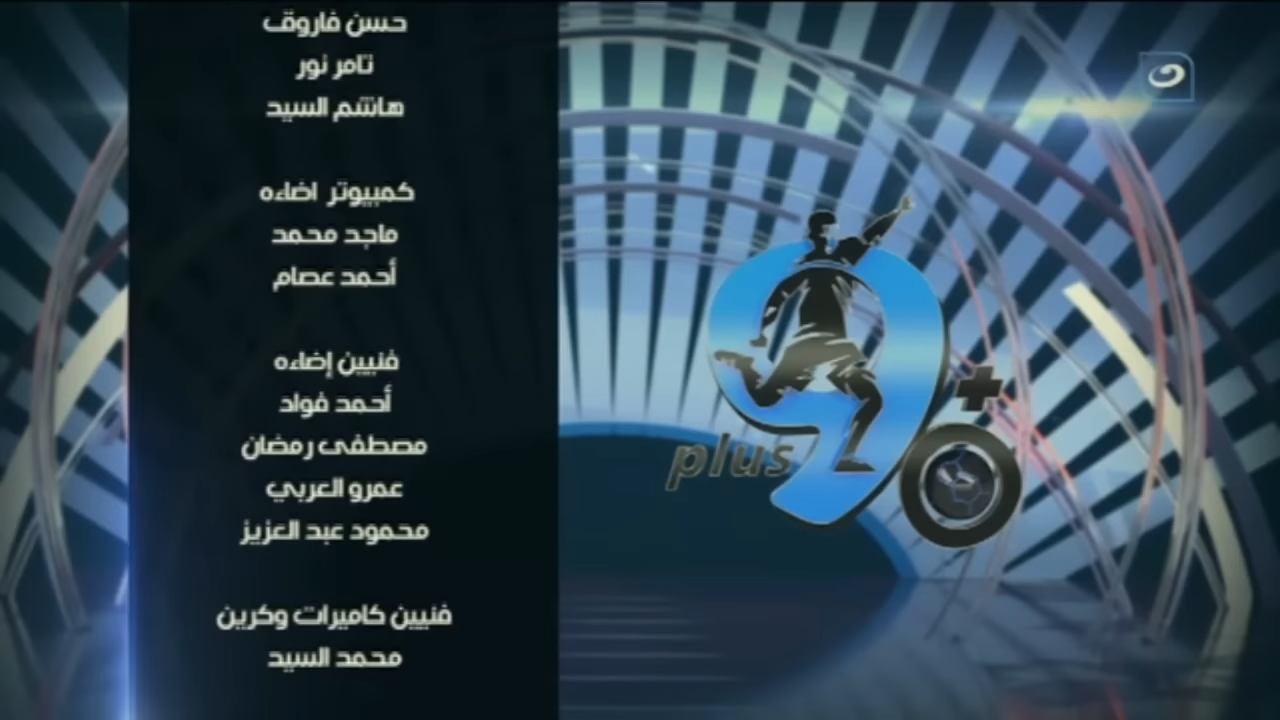 حسن فاروق
تامر نور
هاشم السيد
كمبيوتر اضاءه
ماجد محمد
أحمد عصام
فنيين إضاءه
أحمد فواد
مصطفى رمضان
عمرو العربي
محمود عبد العزيز
فنيين كاميرات وكرين
محمد السيد
90+
plus